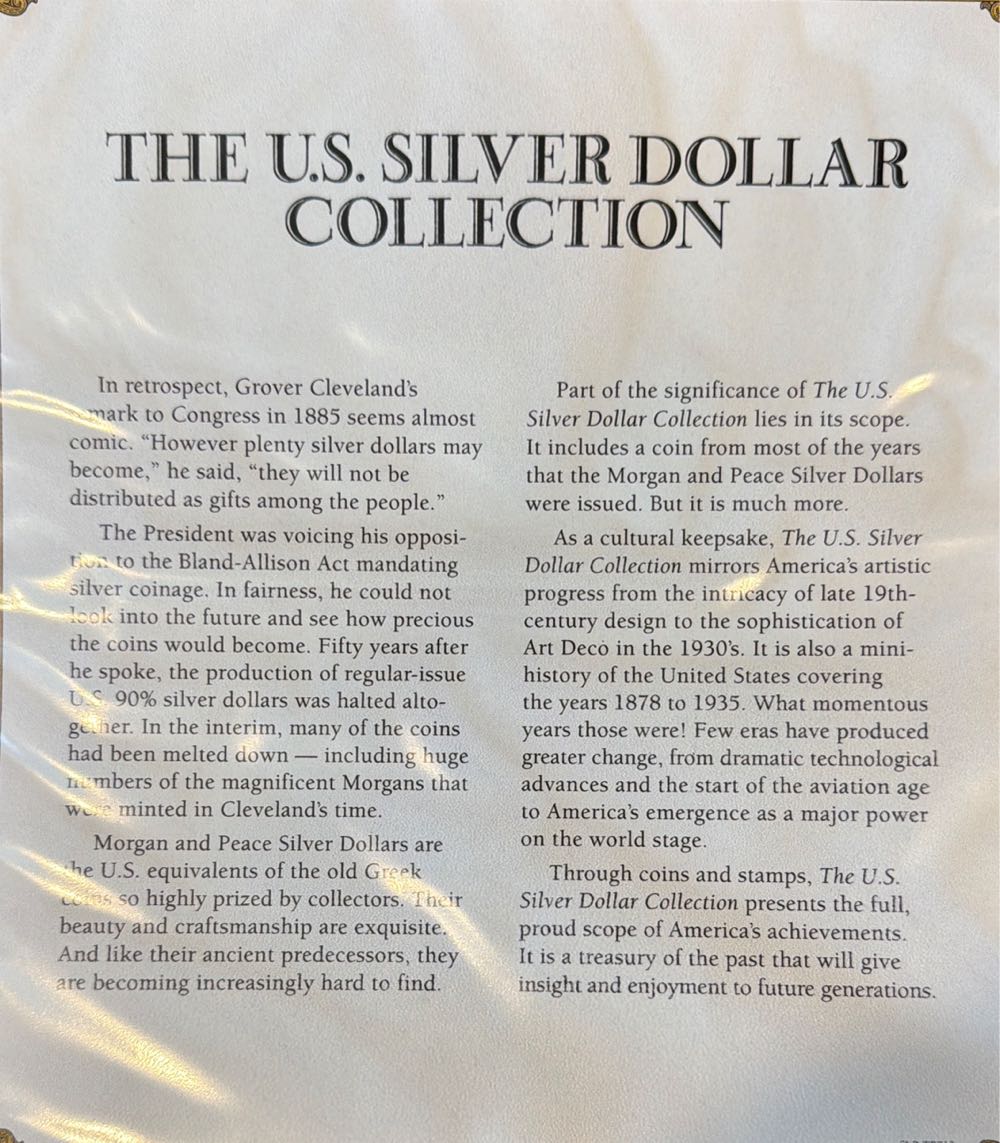 THE U.S. SILVER DOLLAR
COLLECTION
In retrospect, Grover Cleveland's
mark to Congress in 1885 seems almost
comic. “However plenty silver dollars may
become,” he said, “they will not be
distributed as gifts among the people.”
The President was voicing his opposi-
tion to the Bland-Allison Act mandating
silver coinage. In fairness, he could not
look into the future and see how precious
the coins would become. Fifty years after
he spoke, the production of regular-issue
U.S. 90% silver dollars was halted alto-
gether. In the interim, many of the coins
had been melted down — including huge
numbers of the magnificent Morgans that
were minted in Cleveland's time.
Morgan and Peace Silver Dollars are
the U.S. equivalents of the old Greek
coins so highly prized by collectors. Their
beauty and craftsmanship are exquisite.
And like their ancient predecessors, they
are becoming increasingly hard to find.
Part of the significance of The U.S.
Silver Dollar Collection lies in its scope.
It includes a coin from most of the years
that the Morgan and Peace Silver Dollars
were issued. But it is much more.
As a cultural keepsake, The U.S. Silver
Dollar Collection mirrors America's artistic
progress from the intricacy of late 19th-
century design to the sophistication of
Art Deco in the 1930's. It is also a mini-
history of the United States covering
the years 1878 to 1935. What momentous
years those were! Few eras have produced
greater change, from dramatic technological
advances and the start of the aviation age
to America's emergence as a major power
on the world stage.
Through coins and stamps, The U.S.
Silver Dollar Collection presents the full,
proud scope of America's achievements.
It is a treasury of the past that will give
insight and enjoyment to future generations.